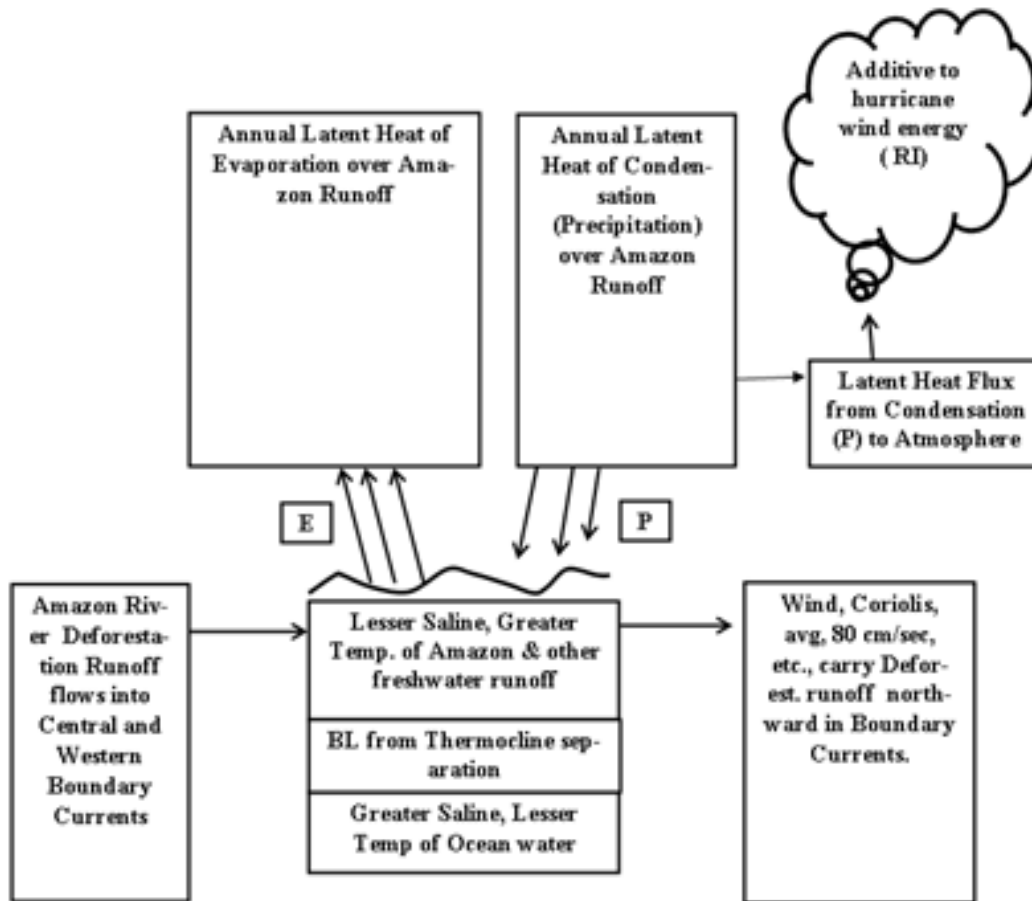 Additive to
hurricane
wind energy
( RI)
Annual Latent Heat of
Evaporation over Ama-
zon Runoff
Annual Latent
Heat of Conden-
sation
(Precipitation)
over Amazon
Runoff
Latent Heat Flux
from Condensation
(P) to Atmosphere
E
P
Amazon Riv-
er Deforesta-
tion Runoff
flows into
Central and
Western
Boundary
Currents
Lesser Saline, Greater
Temp. of Amazon & other
freshwater runoff
BL from Thermocline sep-
aration
Greater Saline, Lesser
Temp of Ocean water
Wind, Coriolis,
avg, 80 cm/sec,
etc., carry Defor-
est. runoff north-
ward in Boundary
Currents.